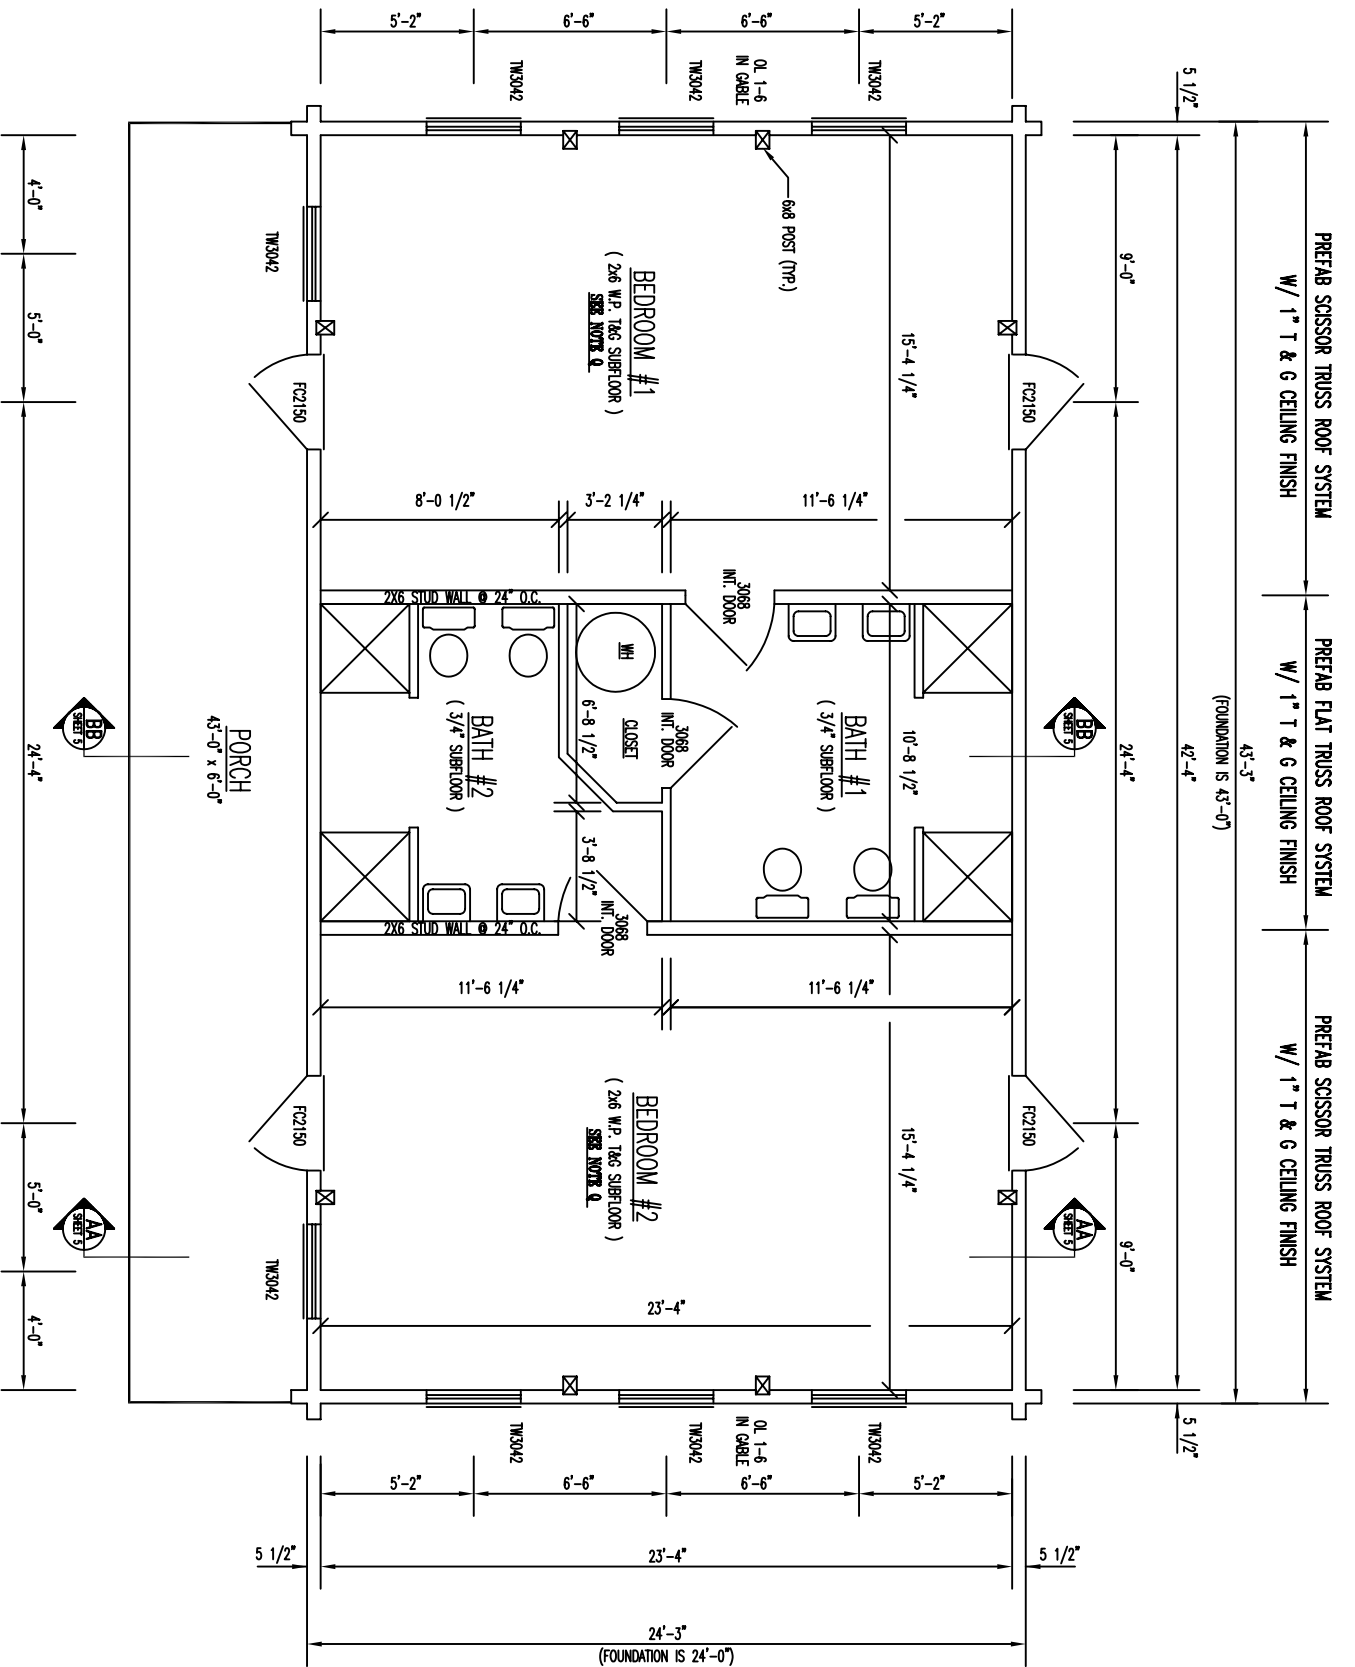 PREFAB SCISSOR TRUSS ROOF SYSTEM
W/ 1" T & G CEILING FINISH
PREFAB FLAT TRUSS ROOF SYSTEM
W/ 1" T & G CEILING FINISH
PREFAB SCISSOR TRUSS ROOF SYSTEM
W/ 1" T & G CEILING FINISH
43'-3"
(FOUNDATION IS 43'-0")
5 1/2"
42'-4"
5 1/2"
9'-0"
24'-4"
9'-0"
BB
SHEET 5
AA
SHEET 5
FC2150
FC2150
5'-2"
6'-6"
6'-6"
5'-2"
TW3042
TW3042
TW3042
OL 1-6
IN GABLE
6x8 POST (TYP.)
15'-4 1/4"
10'-8 1/2"
15'-4 1/4"
BEDROOM #1
( 2x6 W.P. T&G SUBFLOOR )
SEE NOTE Q
8'-0 1/2"
3'-2 1/4"
11'-6 1/4"
3068
INT. DOOR
BATH #1
( 3/4" SUBFLOOR )
3068
INT. DOOR
WH
CLOSET
6'-8 1/2"
3'-8 1/2"
3068
INT. DOOR
2X6 STUD WALL @ 24" O.C.
BATH #2
( 3/4" SUBFLOOR )
2X6 STUD WALL @ 24" O.C.
11'-6 1/4"
11'-6 1/4"
BEDROOM #2
( 2x6 W.P. T&G SUBFLOOR )
SEE NOTE Q
23'-4"
TW3042
TW3042
TW3042
OL 1-6
IN GABLE
5'-2"
6'-6"
6'-6"
5'-2"
5 1/2"
23'-4"
5 1/2"
24'-3"
(FOUNDATION IS 24'-0")
TW3042
FC2150
FC2150
TW3042
PORCH
43'-0" x 6'-0"
BB
SHEET 5
AA
SHEET 5
4'-0"
5'-0"
24'-4"
5'-0"
4'-0"